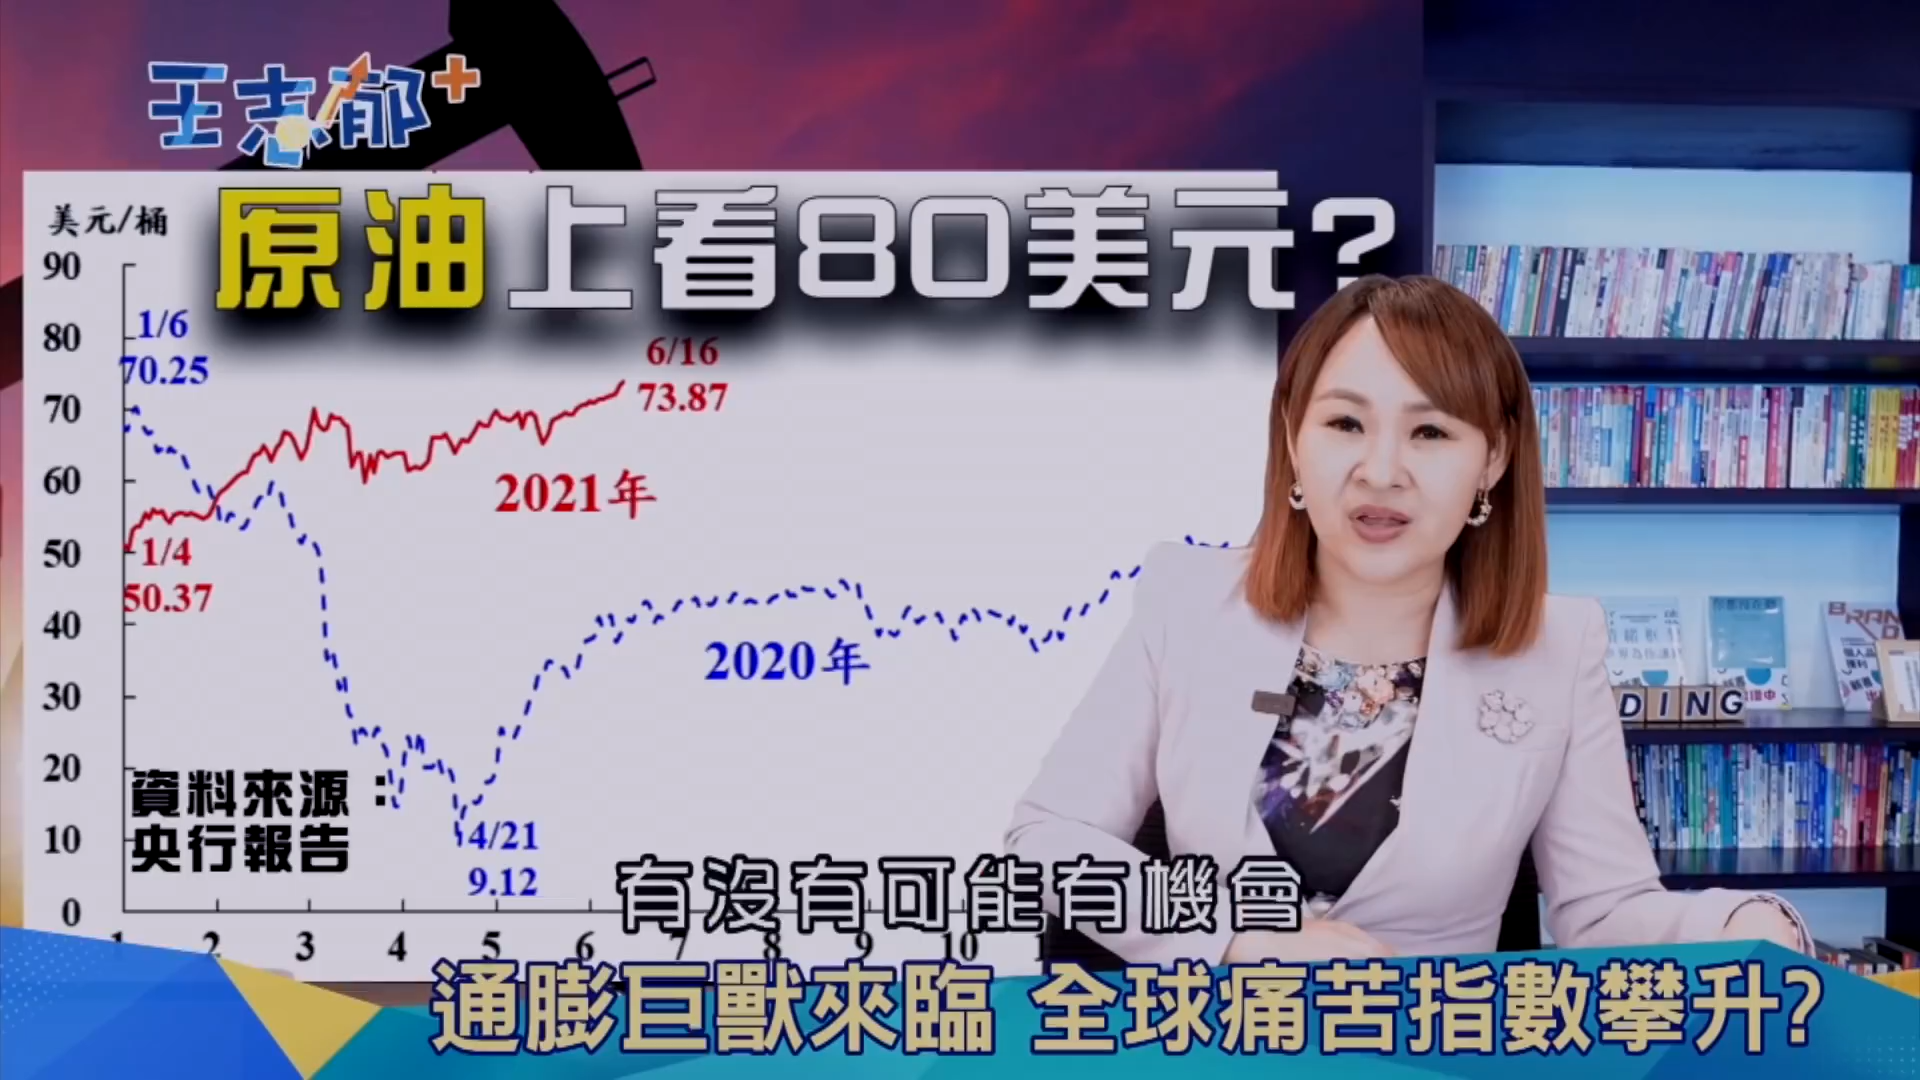 王志郁+
原油上看80美元?
美元/桶
90
80
70
60
50
40
30
20
10
0
1/6
70.25
6/16
73.87
2021年
1/4
50.37
2020年
4/21
9.12
資料來源：
央行報告
1 2 3 4 5 6 7 8 9 10 1
DING
BRAN
有沒有可能有機會
通膨巨獸來臨 全球痛苦指數攀升?